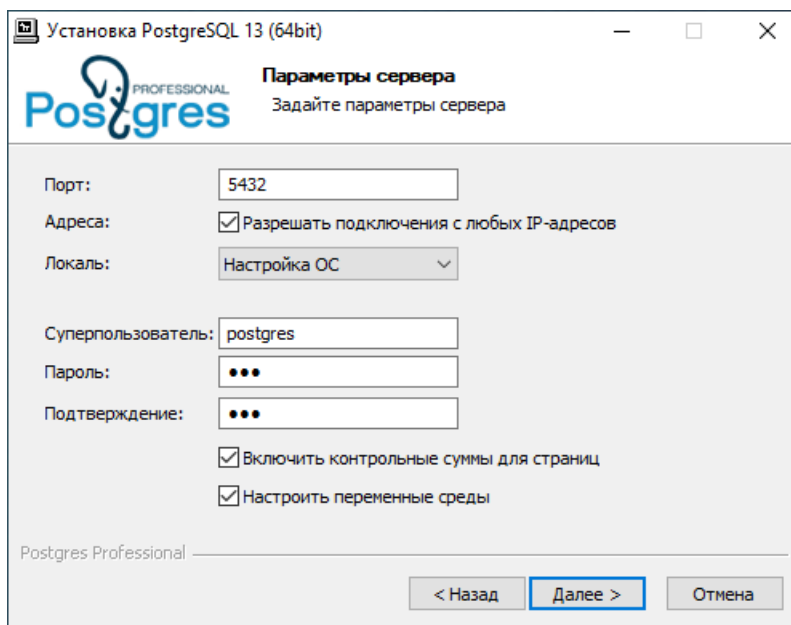 Установка PostgreSQL 13 (64bit)
PROFESSIONAL
Postgres
Параметры сервера
Задайте параметры сервера
Порт: 5432
Адреса: Разрешать подключения с любых IP-адресов
Локаль: Настройка ОС
Суперпользователь: postgres
Пароль: •••
Подтверждение: •••
Включить контрольные суммы для страниц
Настроить переменные среды
Postgres Professional
< Назад Далее > Отмена